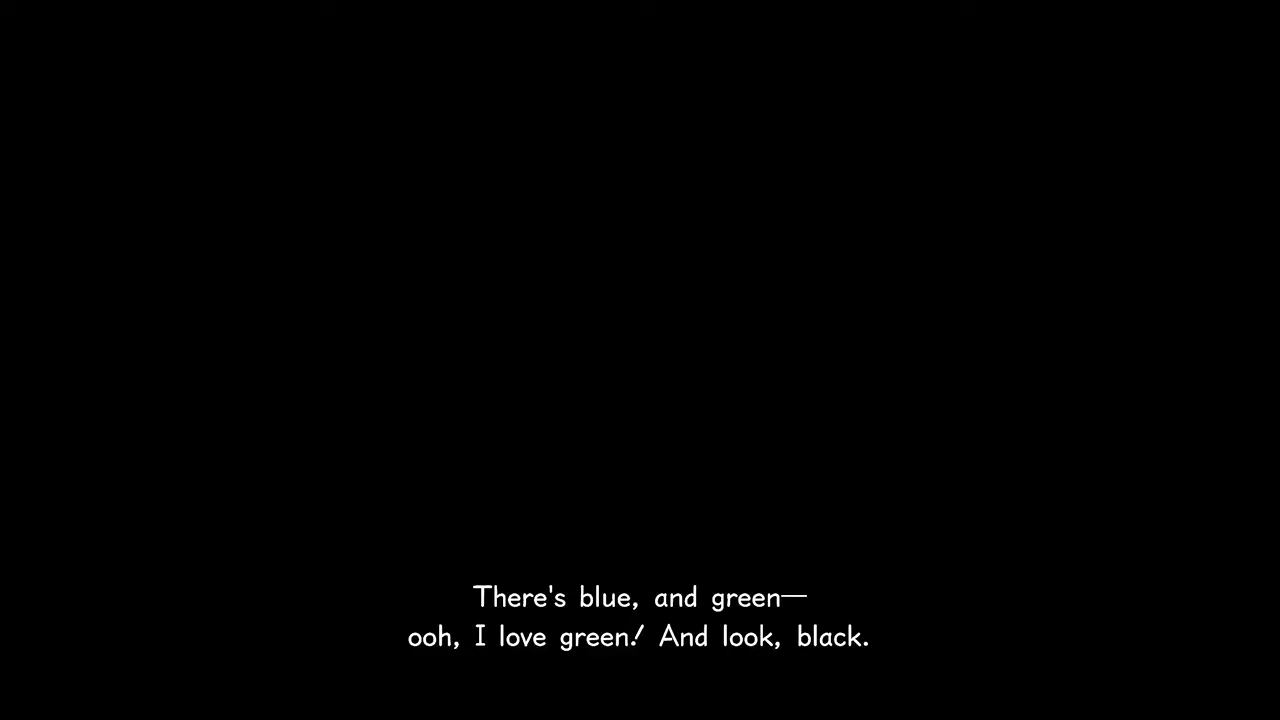 There's blue, and green—
ooh, I love green! And look, black.